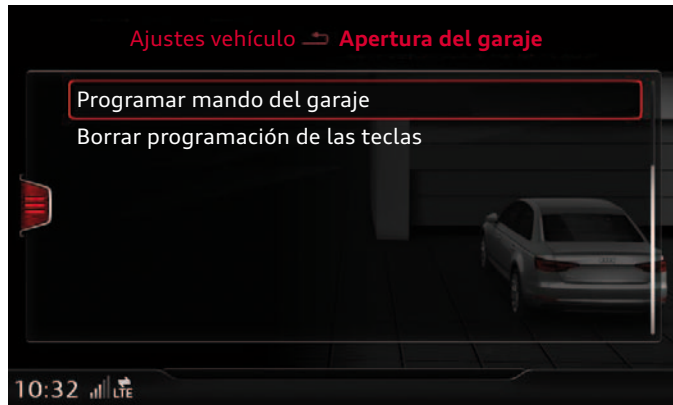 Ajustes vehículo Apertura del garaje
Programar mando del garaje
Borrar programación de las teclas
10:32 LTE